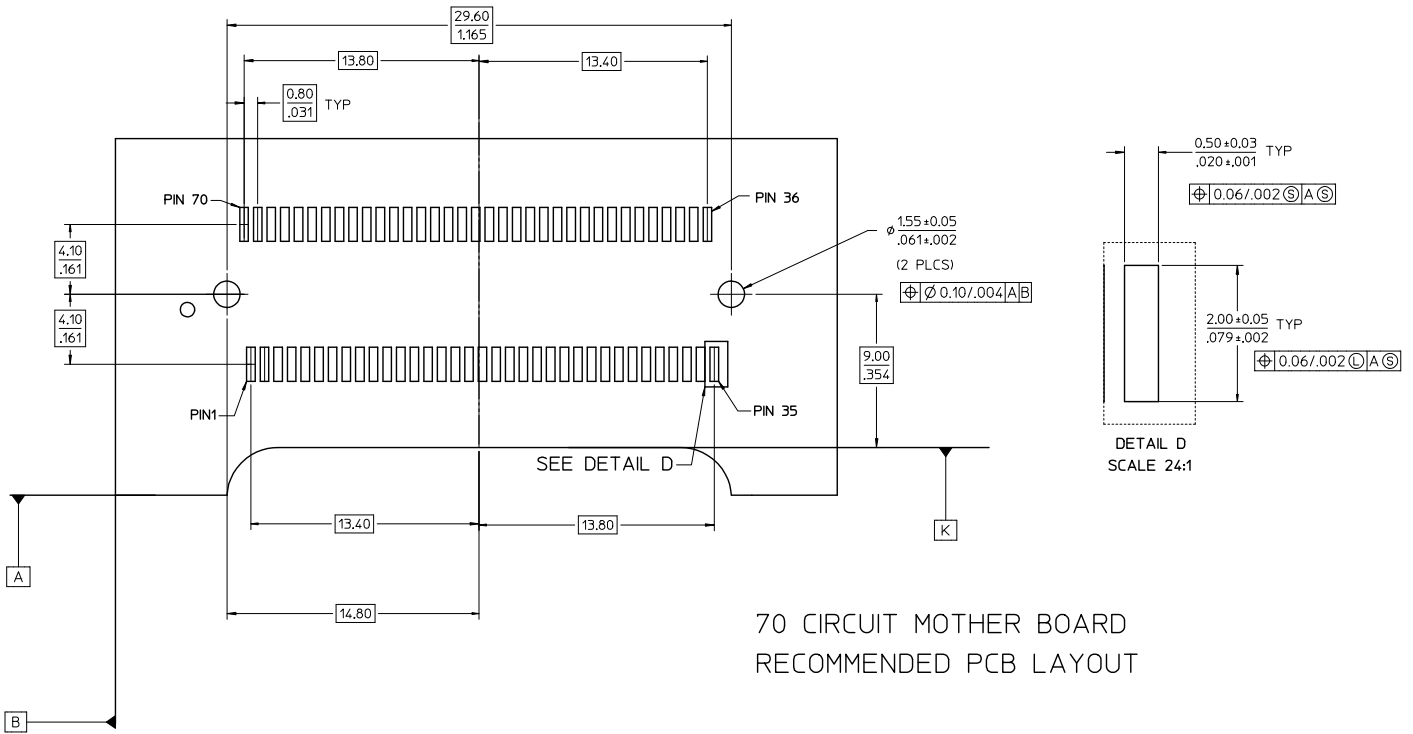 29.60
1.165
13.80
13.40
0.80
.031
TYP
PIN 70
PIN 36
4.10
.161
4.10
.161
⌀ 1.55±0.05
.061±.002
(2 PLCS)
⌖ ⌀ 0.10/.004 A B
9.00
.354
PIN1
PIN 35
SEE DETAIL D
13.40
13.80
K
A
14.80
B
0.50±0.03
.020±.001
TYP
⌖ 0.06/.002 Ⓢ A Ⓢ
2.00±0.05
.079±.002
TYP
⌖ 0.06/.002 Ⓛ A Ⓢ
DETAIL D
SCALE 24:1
70 CIRCUIT MOTHER BOARD
RECOMMENDED PCB LAYOUT